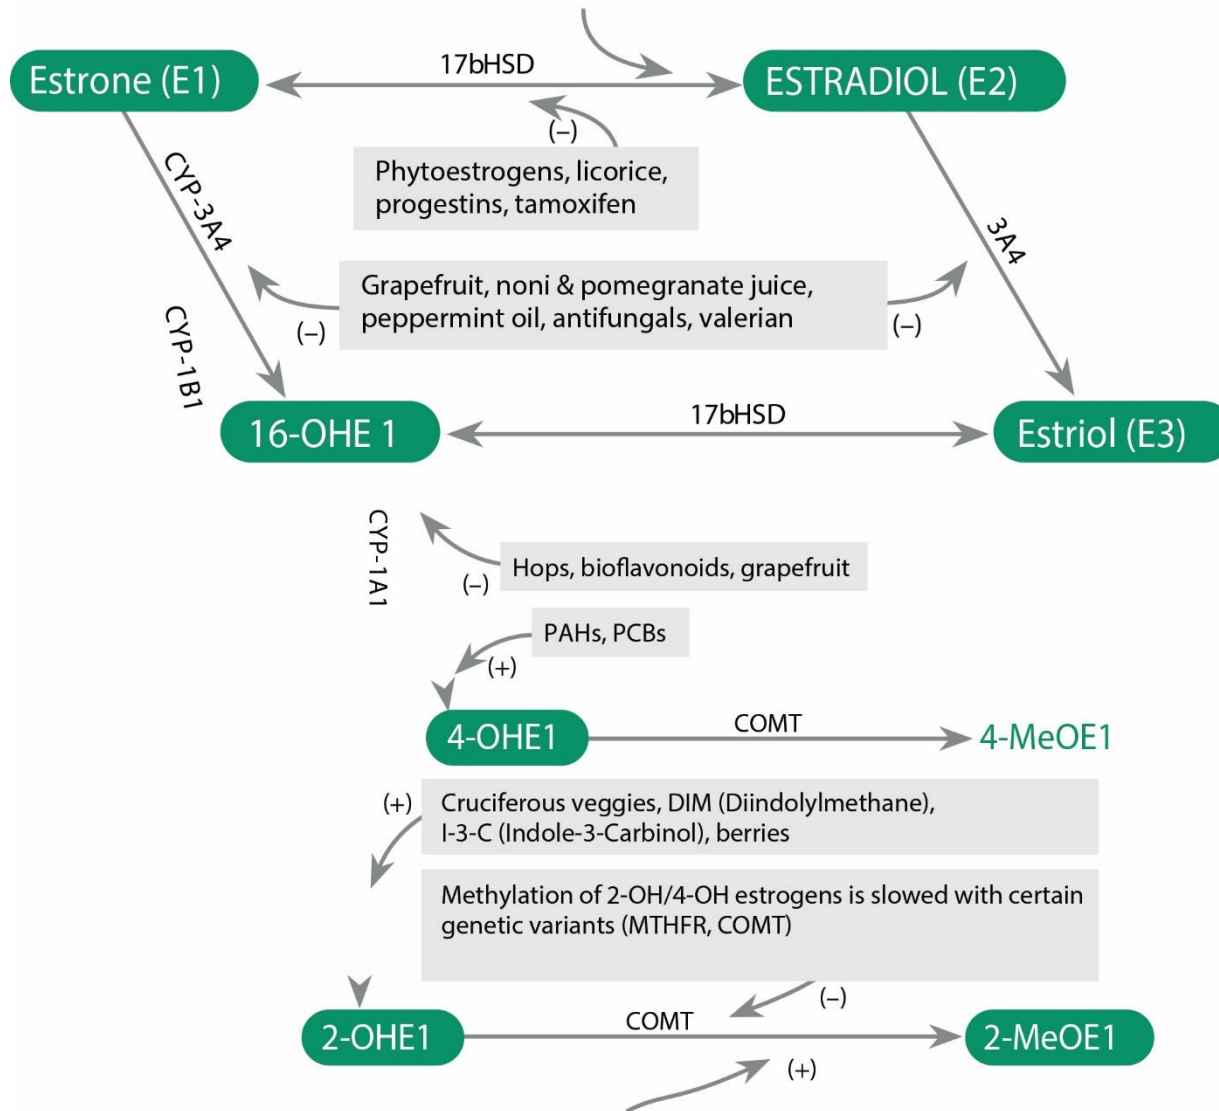 17bHSD
Estrone (E1)
ESTRADIOL (E2)
(–)
Phytoestrogens, licorice,
progestins, tamoxifen
CYP-3A4
3A4
Grapefruit, noni & pomegranate juice,
peppermint oil, antifungals, valerian
(–)
(–)
CYP-1B1
17bHSD
16-OHE 1
Estriol (E3)
CYP-1A1
Hops, bioflavonoids, grapefruit
(–)
PAHs, PCBs
(+)
COMT
4-OHE1
4-MeOE1
(+)
Cruciferous veggies, DIM (Diindolylmethane),
I-3-C (Indole-3-Carbinol), berries
Methylation of 2-OH/4-OH estrogens is slowed with certain
genetic variants (MTHFR, COMT)
(–)
COMT
2-OHE1
2-MeOE1
(+)